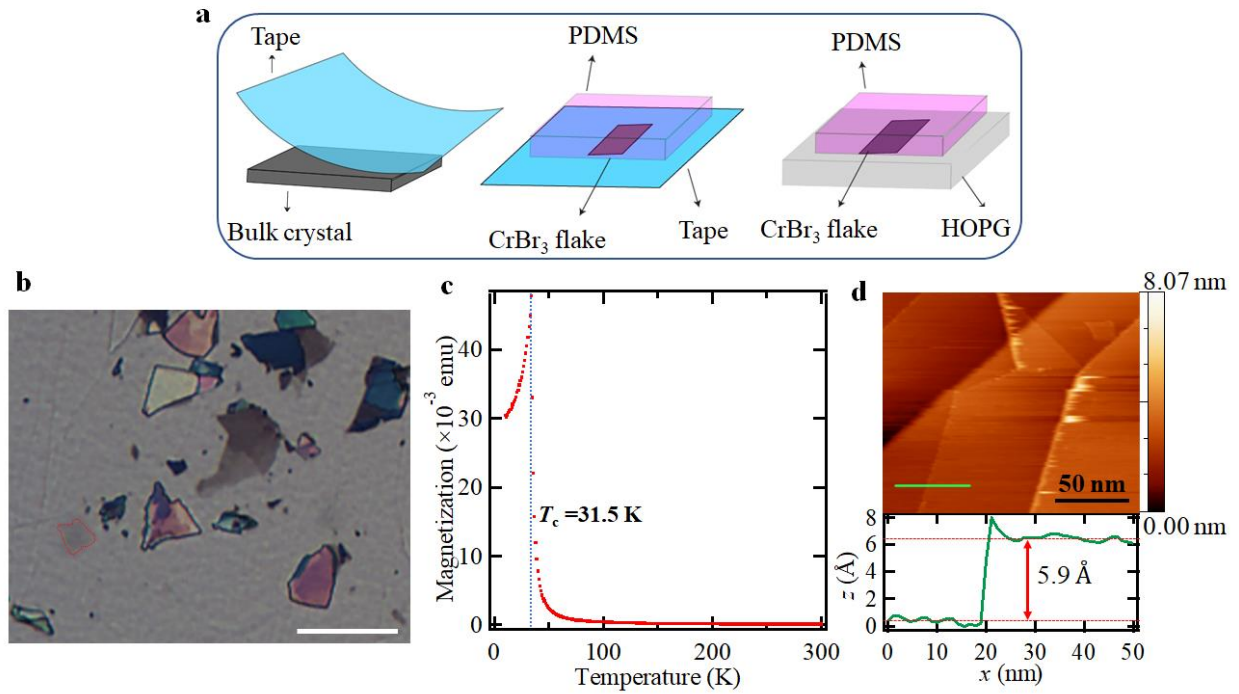 a
Tape
PDMS
PDMS
Bulk crystal
CrBr₃ flake
Tape
CrBr₃ flake
HOPG
b
c
Magnetization (×10⁻³ emu)
40
30
20
10
0
T꜀ =31.5 K
0
100
200
300
Temperature (K)
d
8.07 nm
50 nm
0.00 nm
z (Å)
8
6
4
2
0
5.9 Å
0
10
20
30
40
50
x (nm)